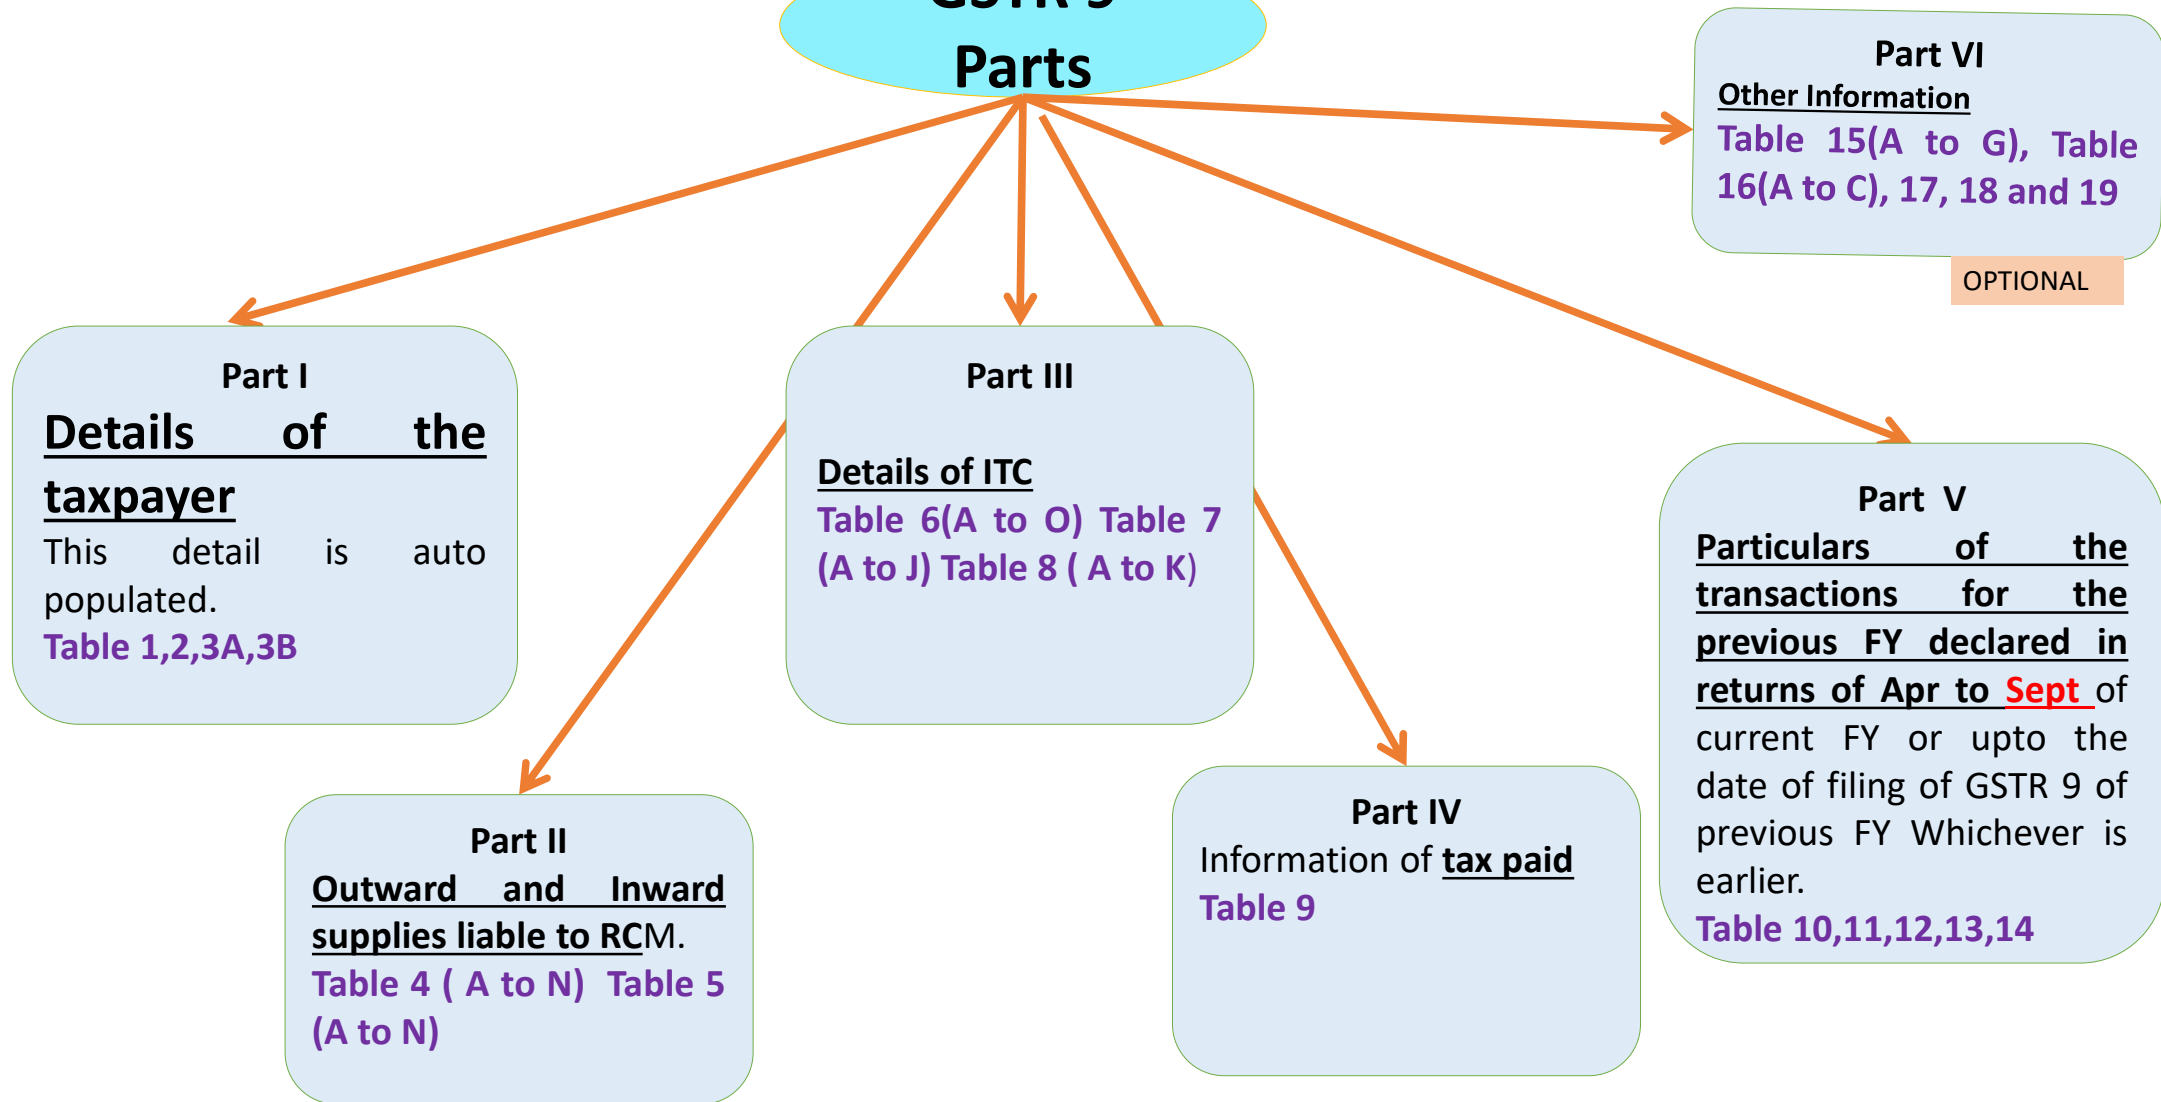 GSTR 9
Parts
Part VI
Other Information
Table 15(A to G), Table
16(A to C), 17, 18 and 19
OPTIONAL
Part I
Details of the
taxpayer
This detail is auto
populated.
Table 1,2,3A,3B
Part III
Details of ITC
Table 6(A to O) Table 7
(A to J) Table 8 ( A to K)
Part V
Particulars of the
transactions for the
previous FY declared in
returns of Apr to Sept of
current FY or upto the
date of filing of GSTR 9 of
previous FY Whichever is
earlier.
Table 10,11,12,13,14
Part II
Outward and Inward
supplies liable to RCM.
Table 4 ( A to N) Table 5
(A to N)
Part IV
Information of tax paid
Table 9